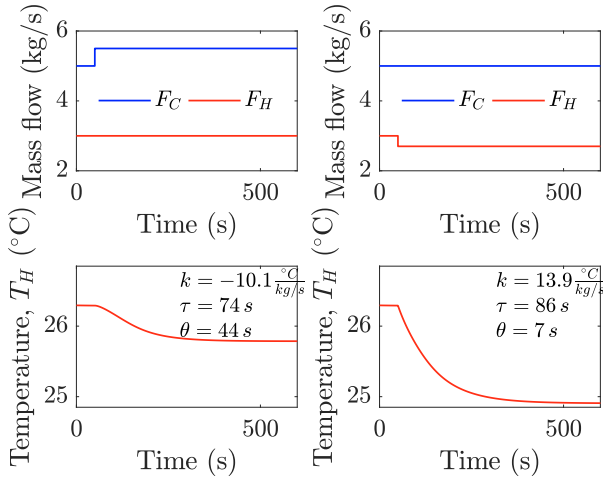 Mass flow (kg/s)
6
4
2
F_C F_H
0 500
Time (s)
Mass flow (kg/s)
6
4
2
F_C F_H
0 500
Time (s)
Temperature, T_H (°C)
26
25
k = −10.1 °C/kg/s
τ = 74 s
θ = 44 s
0 500
Time (s)
Temperature, T_H (°C)
26
25
k = 13.9 °C/kg/s
τ = 86 s
θ = 7 s
0 500
Time (s)